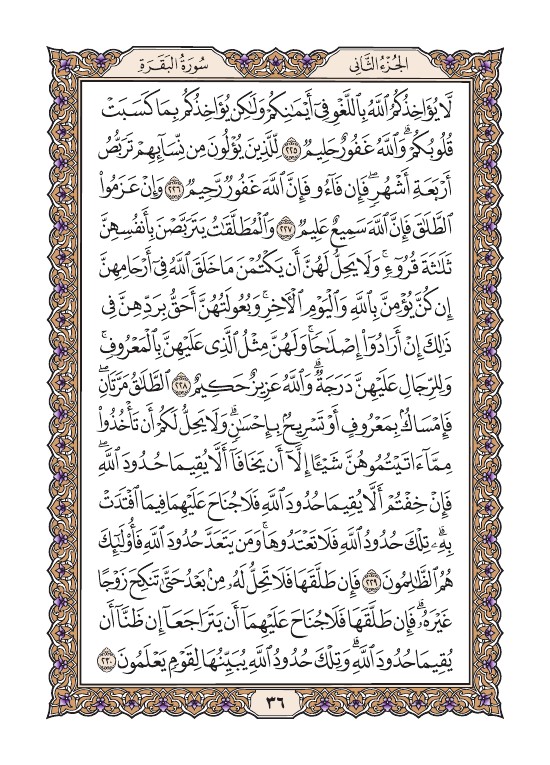 الجُزْءُ الثَّانِي
سُورَةُ البَقَرَةِ
لَّا يُؤَاخِذُكُمُ ٱللَّهُ بِٱللَّغْوِ فِىٓ أَيْمَٰنِكُمْ وَلَٰكِن يُؤَاخِذُكُم بِمَا كَسَبَتْ
قُلُوبُكُمْ ۗ وَٱللَّهُ غَفُورٌ حَلِيمٌ ٢٢٥ لِّلَّذِينَ يُؤْلُونَ مِن نِّسَآئِهِمْ تَرَبُّصُ
أَرْبَعَةِ أَشْهُرٍ ۖ فَإِن فَآءُو فَإِنَّ ٱللَّهَ غَفُورٌ رَّحِيمٌ ٢٢٦ وَإِنْ عَزَمُوا۟
ٱلطَّلَٰقَ فَإِنَّ ٱللَّهَ سَمِيعٌ عَلِيمٌ ٢٢٧ وَٱلْمُطَلَّقَٰتُ يَتَرَبَّصْنَ بِأَنفُسِهِنَّ
ثَلَٰثَةَ قُرُوٓءٍ ۚ وَلَا يَحِلُّ لَهُنَّ أَن يَكْتُمْنَ مَا خَلَقَ ٱللَّهُ فِىٓ أَرْحَامِهِنَّ
إِن كُنَّ يُؤْمِنَّ بِٱللَّهِ وَٱلْيَوْمِ ٱلْـَٔاخِرِ ۚ وَبُعُولَتُهُنَّ أَحَقُّ بِرَدِّهِنَّ فِى
ذَٰلِكَ إِنْ أَرَادُوٓا۟ إِصْلَٰحًا ۚ وَلَهُنَّ مِثْلُ ٱلَّذِى عَلَيْهِنَّ بِٱلْمَعْرُوفِ ۚ
وَلِلرِّجَالِ عَلَيْهِنَّ دَرَجَةٌ ۗ وَٱللَّهُ عَزِيزٌ حَكِيمٌ ٢٢٨ ٱلطَّلَٰقُ مَرَّتَانِ ۖ
فَإِمْسَاكٌۢ بِمَعْرُوفٍ أَوْ تَسْرِيحٌۢ بِإِحْسَٰنٍ ۗ وَلَا يَحِلُّ لَكُمْ أَن تَأْخُذُوا۟
مِمَّآ ءَاتَيْتُمُوهُنَّ شَيْـًٔا إِلَّآ أَن يَخَافَآ أَلَّا يُقِيمَا حُدُودَ ٱللَّهِ ۖ
فَإِنْ خِفْتُمْ أَلَّا يُقِيمَا حُدُودَ ٱللَّهِ فَلَا جُنَاحَ عَلَيْهِمَا فِيمَا ٱفْتَدَتْ
بِهِۦ ۗ تِلْكَ حُدُودُ ٱللَّهِ فَلَا تَعْتَدُوهَا ۚ وَمَن يَتَعَدَّ حُدُودَ ٱللَّهِ فَأُو۟لَٰٓئِكَ
هُمُ ٱلظَّٰلِمُونَ ٢٢٩ فَإِن طَلَّقَهَا فَلَا تَحِلُّ لَهُۥ مِنۢ بَعْدُ حَتَّىٰ تَنكِحَ زَوْجًا
غَيْرَهُۥ ۗ فَإِن طَلَّقَهَا فَلَا جُنَاحَ عَلَيْهِمَآ أَن يَتَرَاجَعَآ إِن ظَنَّآ أَن
يُقِيمَا حُدُودَ ٱللَّهِ ۗ وَتِلْكَ حُدُودُ ٱللَّهِ يُبَيِّنُهَا لِقَوْمٍ يَعْلَمُونَ ٢٣٠
٣٦